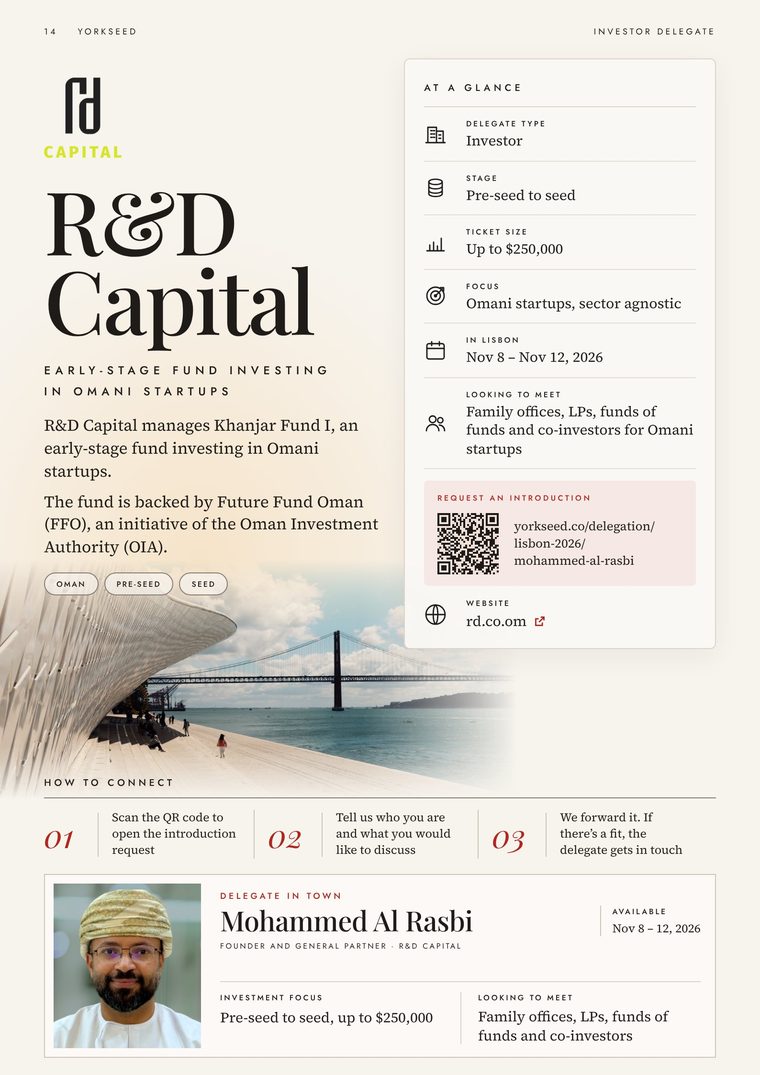 14 YORKSEED
INVESTOR DELEGATE
rd
CAPITAL
R&D
Capital
EARLY-STAGE FUND INVESTING
IN OMANI STARTUPS
R&D Capital manages Khanjar Fund I, an
early-stage fund investing in Omani
startups.
The fund is backed by Future Fund Oman
(FFO), an initiative of the Oman Investment
Authority (OIA).
OMAN PRE-SEED SEED
AT A GLANCE
DELEGATE TYPE
Investor
STAGE
Pre-seed to seed
TICKET SIZE
Up to $250,000
FOCUS
Omani startups, sector agnostic
IN LISBON
Nov 8 – Nov 12, 2026
LOOKING TO MEET
Family offices, LPs, funds of
funds and co-investors for Omani
startups
REQUEST AN INTRODUCTION
yorkseed.co/delegation/
lisbon-2026/
mohammed-al-rasbi
WEBSITE
rd.co.om
HOW TO CONNECT
01
Scan the QR code to
open the introduction
request
02
Tell us who you are
and what you would
like to discuss
03
We forward it. If
there’s a fit, the
delegate gets in touch
DELEGATE IN TOWN
Mohammed Al Rasbi
FOUNDER AND GENERAL PARTNER · R&D CAPITAL
AVAILABLE
Nov 8 – 12, 2026
INVESTMENT FOCUS
Pre-seed to seed, up to $250,000
LOOKING TO MEET
Family offices, LPs, funds of
funds and co-investors